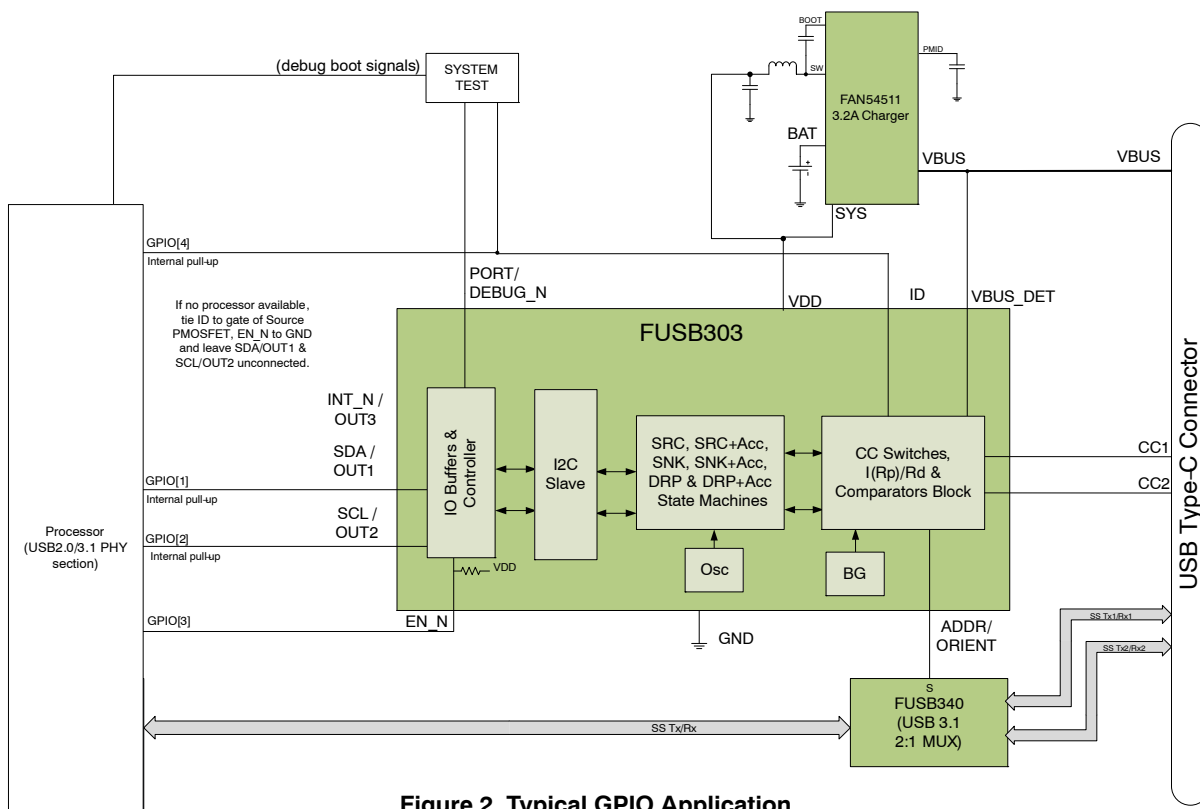 BOOT
PMID
SW
FAN54511
3.2A Charger
BAT
+
-
VBUS
VBUS
SYS
(debug boot signals)
SYSTEM
TEST
GPIO[4]
Internal pull-up
If no processor available,
tie ID to gate of Source
PMOSFET, EN_N to GND
and leave SDA/OUT1 &
SCL/OUT2 unconnected.
PORT/
DEBUG_N
VDD
ID
VBUS_DET
FUSB303
INT_N /
OUT3
SDA /
OUT1
GPIO[1]
Internal pull-up
SCL /
OUT2
GPIO[2]
Internal pull-up
IO Buffers &
Controller
I2C
Slave
SRC, SRC+Acc,
SNK, SNK+Acc,
DRP & DRP+Acc
State Machines
CC Switches,
I(Rp)/Rd &
Comparators Block
CC1
CC2
USB Type-C Connector
Processor
(USB2.0/3.1 PHY
section)
VDD
Osc
BG
GPIO[3]
EN_N
GND
ADDR/
ORIENT
SS Tx1/Rx1
SS Tx2/Rx2
S
FUSB340
(USB 3.1
2:1 MUX)
SS Tx/Rx
Figure 2. Typical GPIO Application